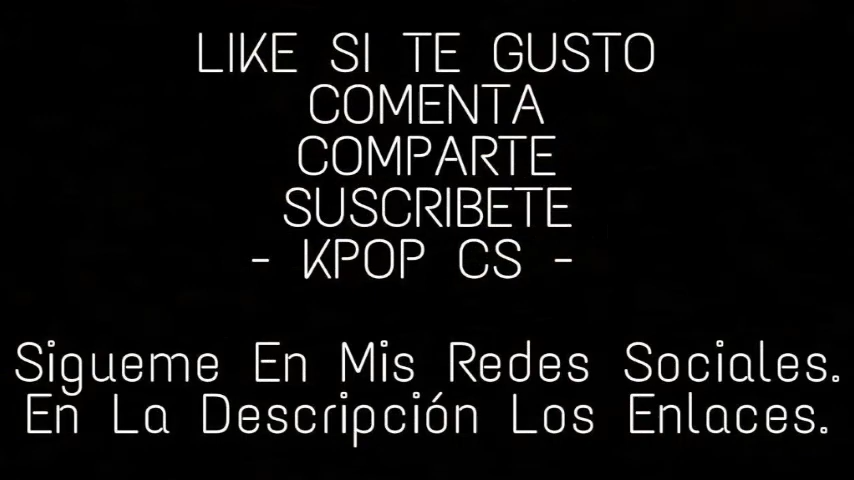 LIKE SI TE GUSTO
COMENTA
COMPARTE
SUSCRIBETE
- KPOP CS -
Sigueme En Mis Redes Sociales.
En La Descripción Los Enlaces.